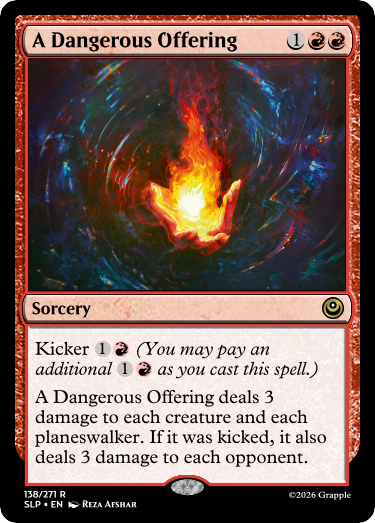 A Dangerous Offering 1
Sorcery
Kicker 1 (You may pay an
additional 1 as you cast this spell.)
A Dangerous Offering deals 3
damage to each creature and each
planeswalker. If it was kicked, it also
deals 3 damage to each opponent.
138/271 R
SLP • EN Reza Afshar
©2026 Grapple